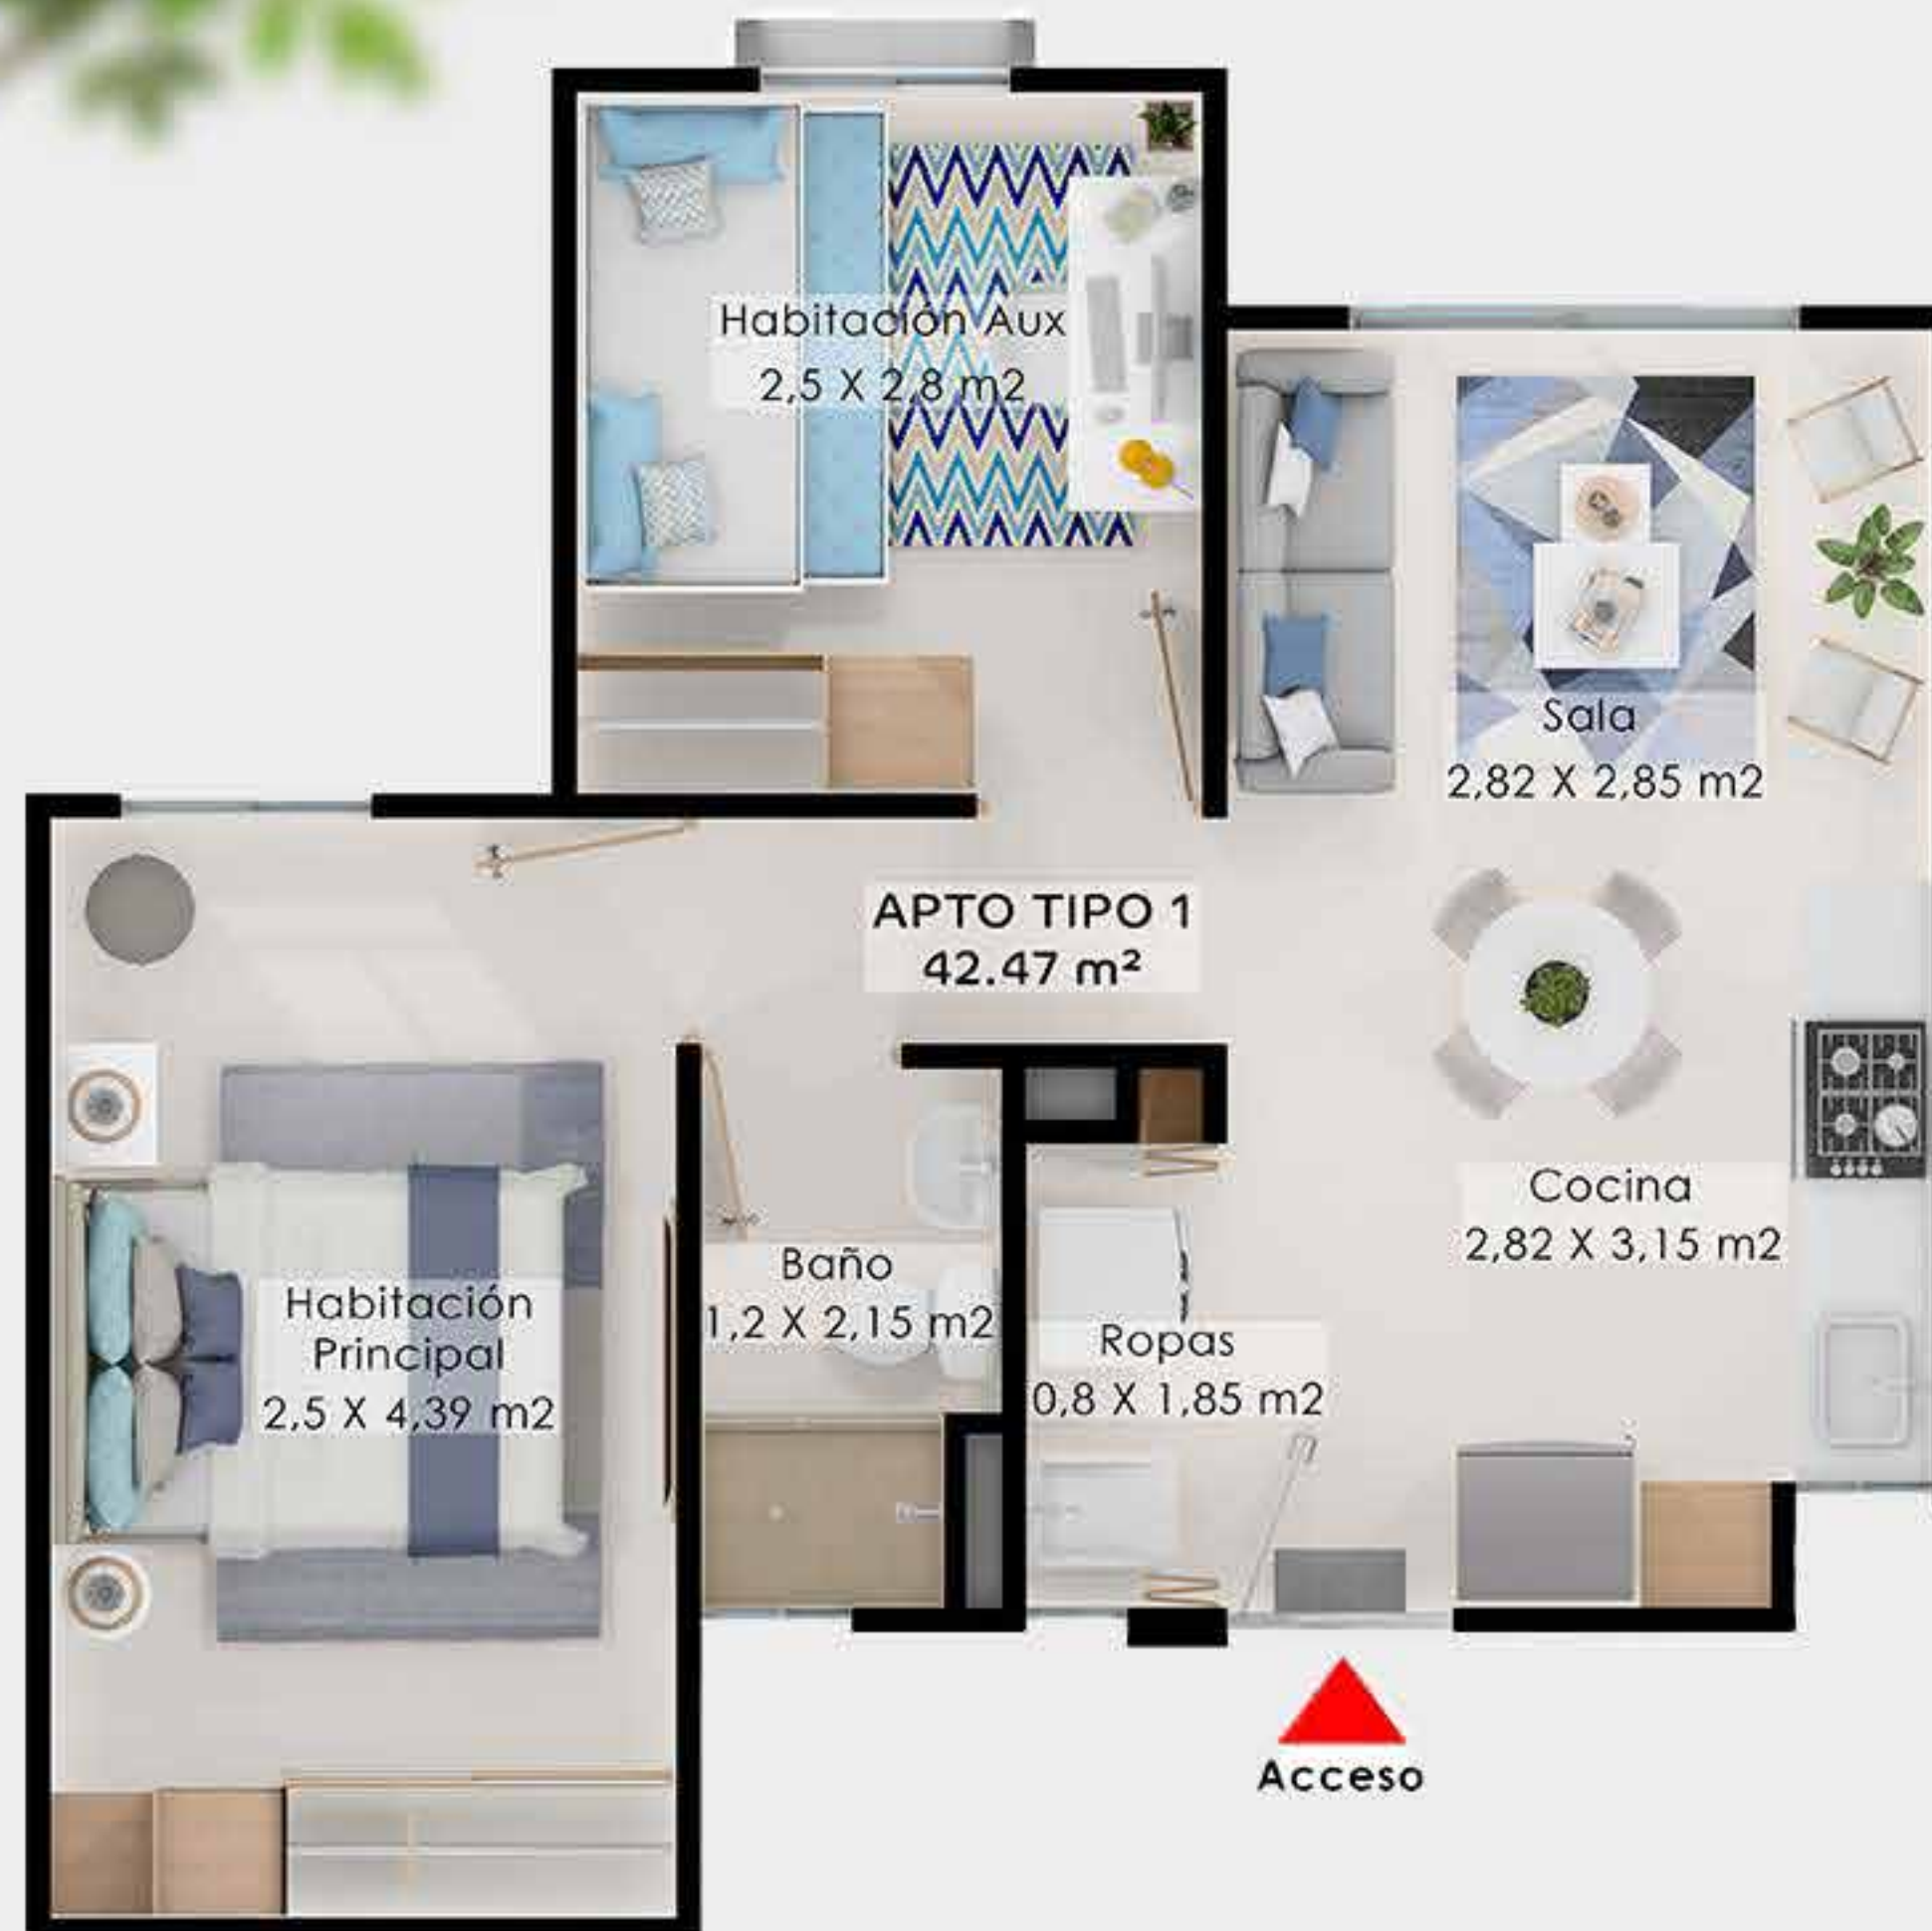 Habitación Aux
2,5 X 2,8 m2
Sala
2,82 X 2,85 m2
APTO TIPO 1
42.47 m²
Cocina
2,82 X 3,15 m2
Baño
1,2 X 2,15 m2
Habitación
Principal
2,5 X 4,39 m2
Ropas
0,8 X 1,85 m2
Acceso